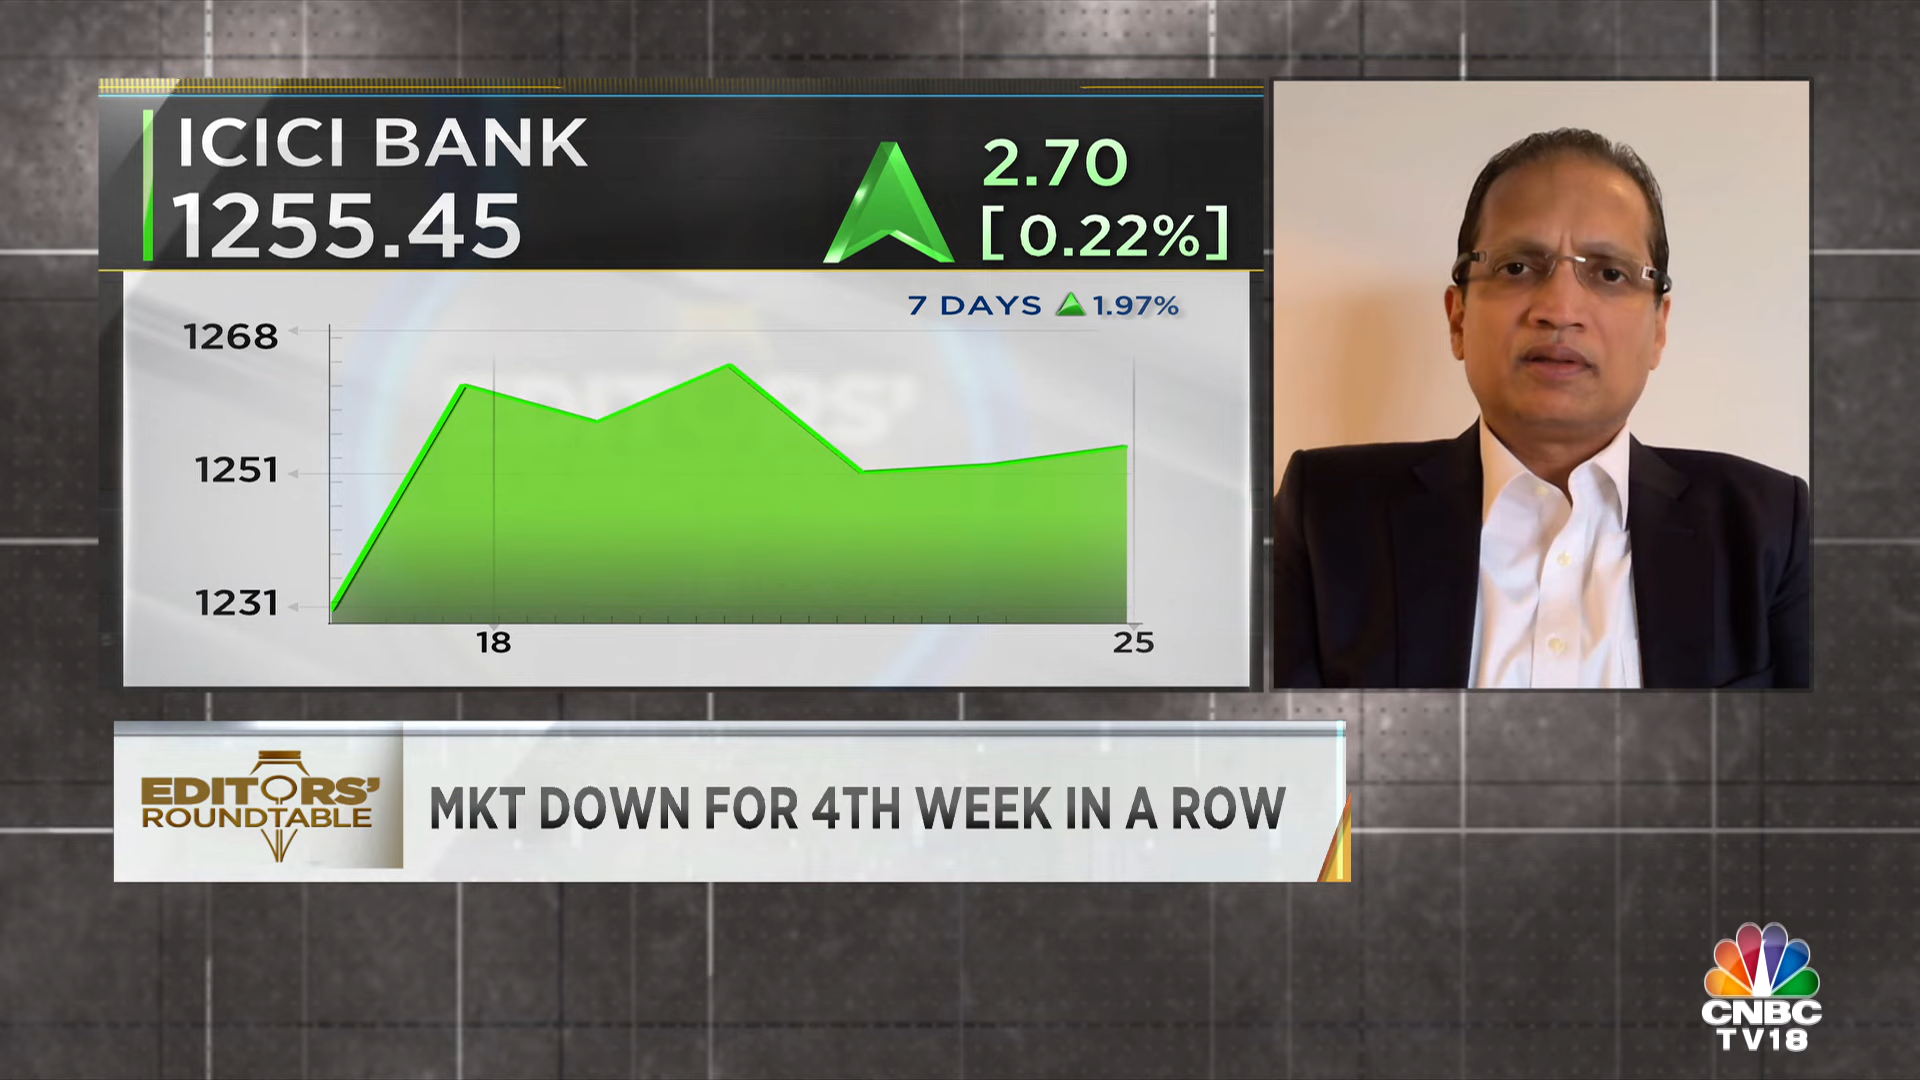 ICICI BANK
1255.45
2.70
[ 0.22%]
7 DAYS 1.97%
1268
1251
1231
18
25
EDITORS'
ROUNDTABLE
MKT DOWN FOR 4TH WEEK IN A ROW
CNBC
TV18